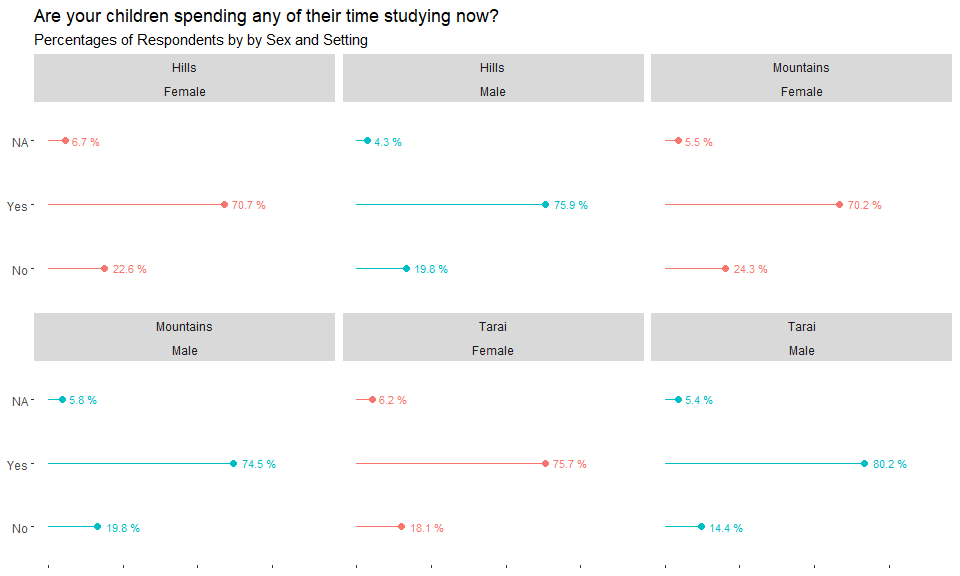 Are your children spending any of their time studying now?
Percentages of Respondents by by Sex and Setting
Hills
Female
Hills
Male
Mountains
Female
NA
6.7 %
4.3 %
5.5 %
Yes
70.7 %
75.9 %
70.2 %
No
22.6 %
19.8 %
24.3 %
Mountains
Male
Tarai
Female
Tarai
Male
NA
5.8 %
6.2 %
5.4 %
Yes
74.5 %
75.7 %
80.2 %
No
19.8 %
18.1 %
14.4 %